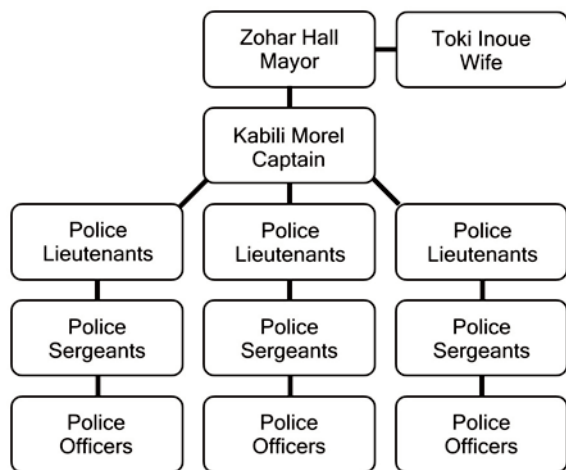 Zohar Hall
Mayor
Toki Inoue
Wife
Kabili Morel
Captain
Police
Lieutenants
Police
Lieutenants
Police
Lieutenants
Police
Sergeants
Police
Sergeants
Police
Sergeants
Police
Officers
Police
Officers
Police
Officers